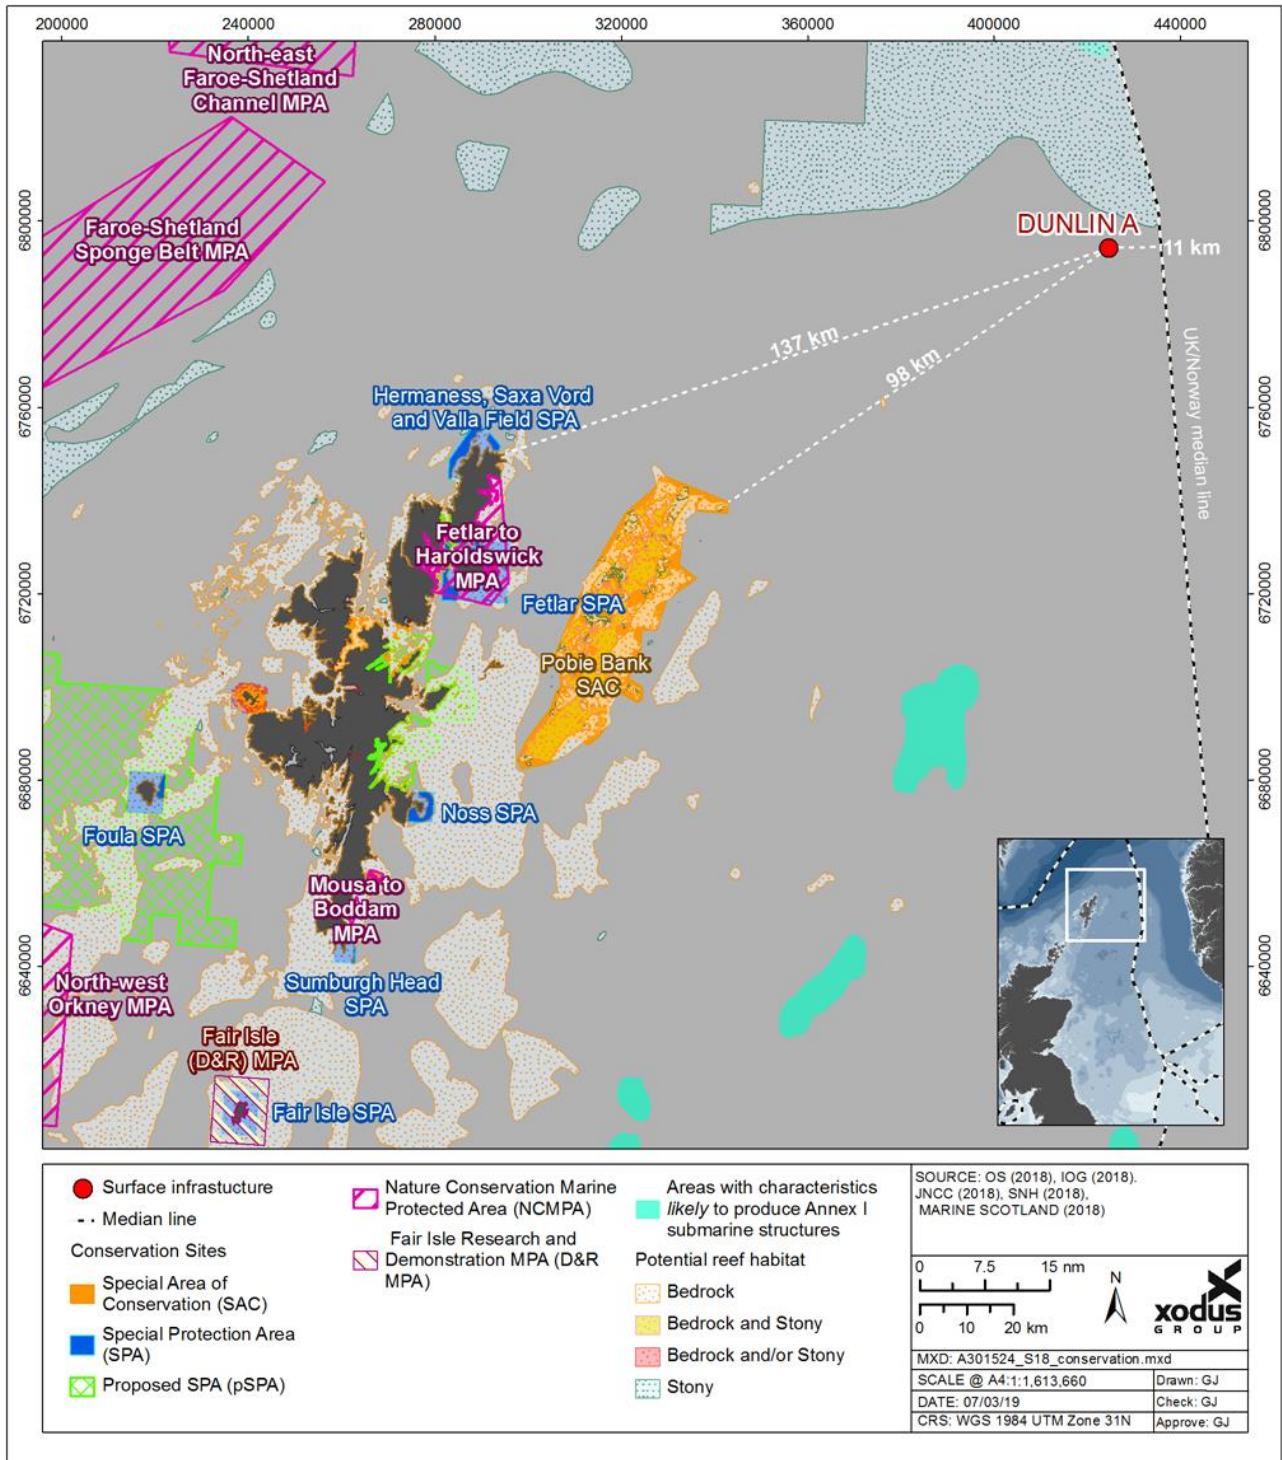 200000 240000 280000 320000 360000 400000 440000
North-east
Faroe-Shetland
Channel MPA
6800000
6800000
Faroe-Shetland
Sponge Belt MPA
DUNLIN A
11 km
137 km
98 km
UK/Norway median line
6760000
6760000
Hermaness, Saxa Vord
and Valla Field SPA
Fetlar to
Haroldswick
MPA
6720000
6720000
Fetlar SPA
Pobie Bank
SAC
6680000
6680000
Noss SPA
Foula SPA
Mousa to
Boddam
MPA
6640000
6640000
Sumburgh Head
SPA
North-west
Orkney MPA
Fair Isle
(D&R) MPA
Fair Isle SPA
Surface infrastucture
Median line
Conservation Sites
Special Area of
Conservation (SAC)
Special Protection Area
(SPA)
Proposed SPA (pSPA)
Nature Conservation Marine
Protected Area (NCMPA)
Fair Isle Research and
Demonstration MPA (D&R
MPA)
Areas with characteristics
likely to produce Annex I
submarine structures
Potential reef habitat
Bedrock
Bedrock and Stony
Bedrock and/or Stony
Stony
SOURCE: OS (2018), IOG (2018).
JNCC (2018), SNH (2018),
MARINE SCOTLAND (2018)
0 7.5 15 nm
0 10 20 km
N
xodus
GROUP
MXD: A301524_S18_conservation.mxd
SCALE @ A4:1:1,613,660
Drawn: GJ
DATE: 07/03/19
Check: GJ
CRS: WGS 1984 UTM Zone 31N
Approve: GJ